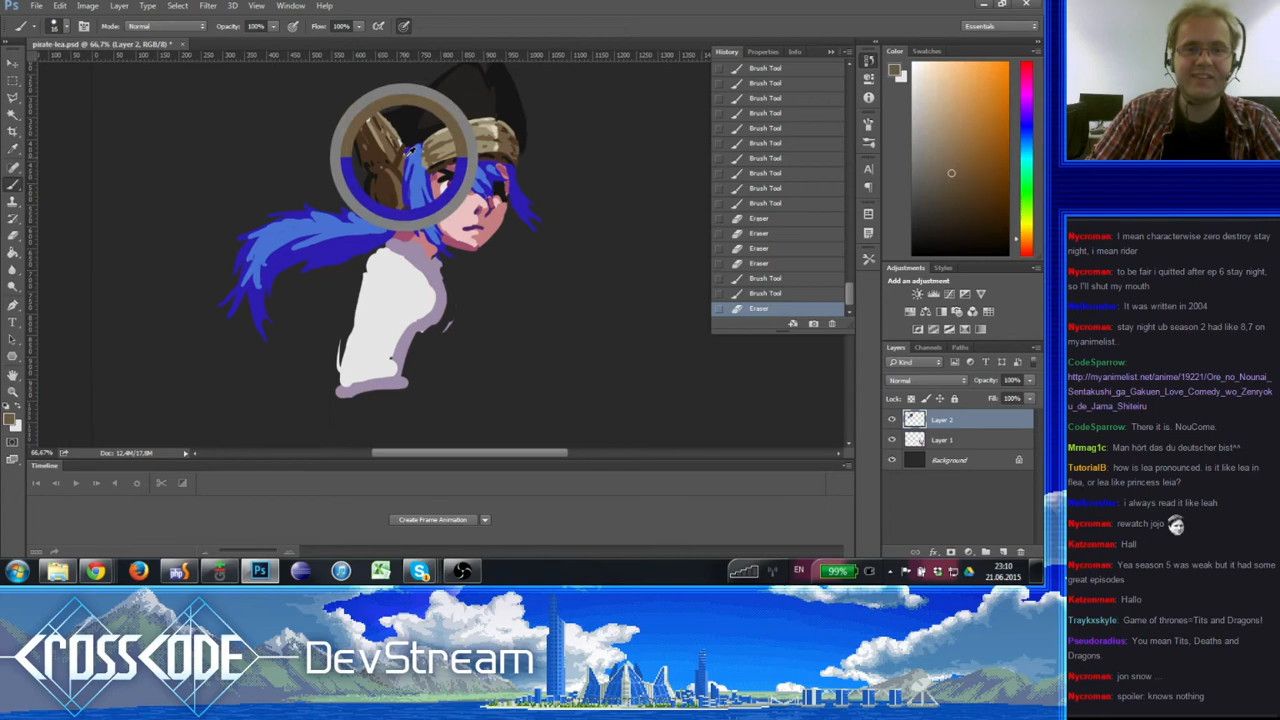 Ps File Edit Image Layer Type Select Filter 3D View Window Help
16 Mode: Normal Opacity: 100% Flow: 100% Essentials
pirate-lea.psd @ 66,7% (Layer 2, RGB/8) *
History Properties Info
Brush Tool
Brush Tool
Brush Tool
Brush Tool
Brush Tool
Brush Tool
Brush Tool
Brush Tool
Brush Tool
Brush Tool
Eraser
Eraser
Eraser
Eraser
Brush Tool
Brush Tool
Eraser
Color Swatches
Adjustments Styles
Add an adjustment
Layers Channels Paths
Kind
Normal Opacity: 100%
Lock: Fill: 100%
Layer 2
Layer 1
Background
66,67% Doc: 12,4M/17,8M
Timeline
Create Frame Animation
EN 99% 23:10
21.06.2015
CROSSCODE DevStream
Nycroman: I mean characterwise zero destroy stay
night, i mean rider
Nycroman: to be fair i quitted after ep 6 stay night,
so I'll shut my mouth
It was written in 2004
Nycroman: stay night ub season 2 had like 8,7 on
myanimelist..
CodeSparrow:
http://myanimelist.net/anime/19221/Ore_no_Nounai_
Sentakushi_ga_Gakuen_Love_Comedy_wo_Zenryok
u_de_Jama_Shiteiru
CodeSparrow: There it is. NouCome.
Mrmag1c: Man hört das du deutscher bist^^
TutorialB: how is lea pronounced. is it like lea in
flea, or lea like princess leia?
i always read it like leah
Nycroman: rewatch jojo
Katzenman: Hall
Nycroman: Yea season 5 was weak but it had some
great episodes
Katzenman: Hallo
Traykxskyle: Game of thrones=Tits and Dragons!
Pseudoradius: You mean Tits, Deaths and
Dragons.
Nycroman: jon snow ...
Nycroman: spoiler: knows nothing